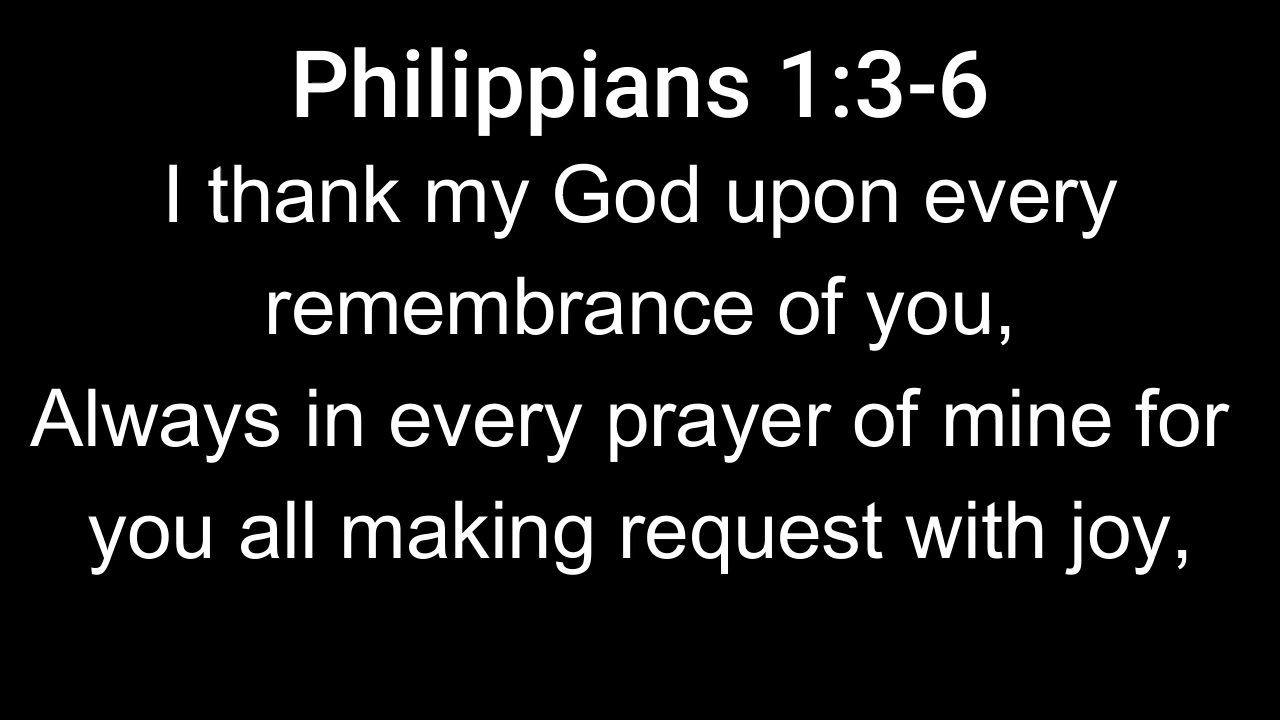 Philippians 1:3-6
I thank my God upon every
remembrance of you,
Always in every prayer of mine for
you all making request with joy,